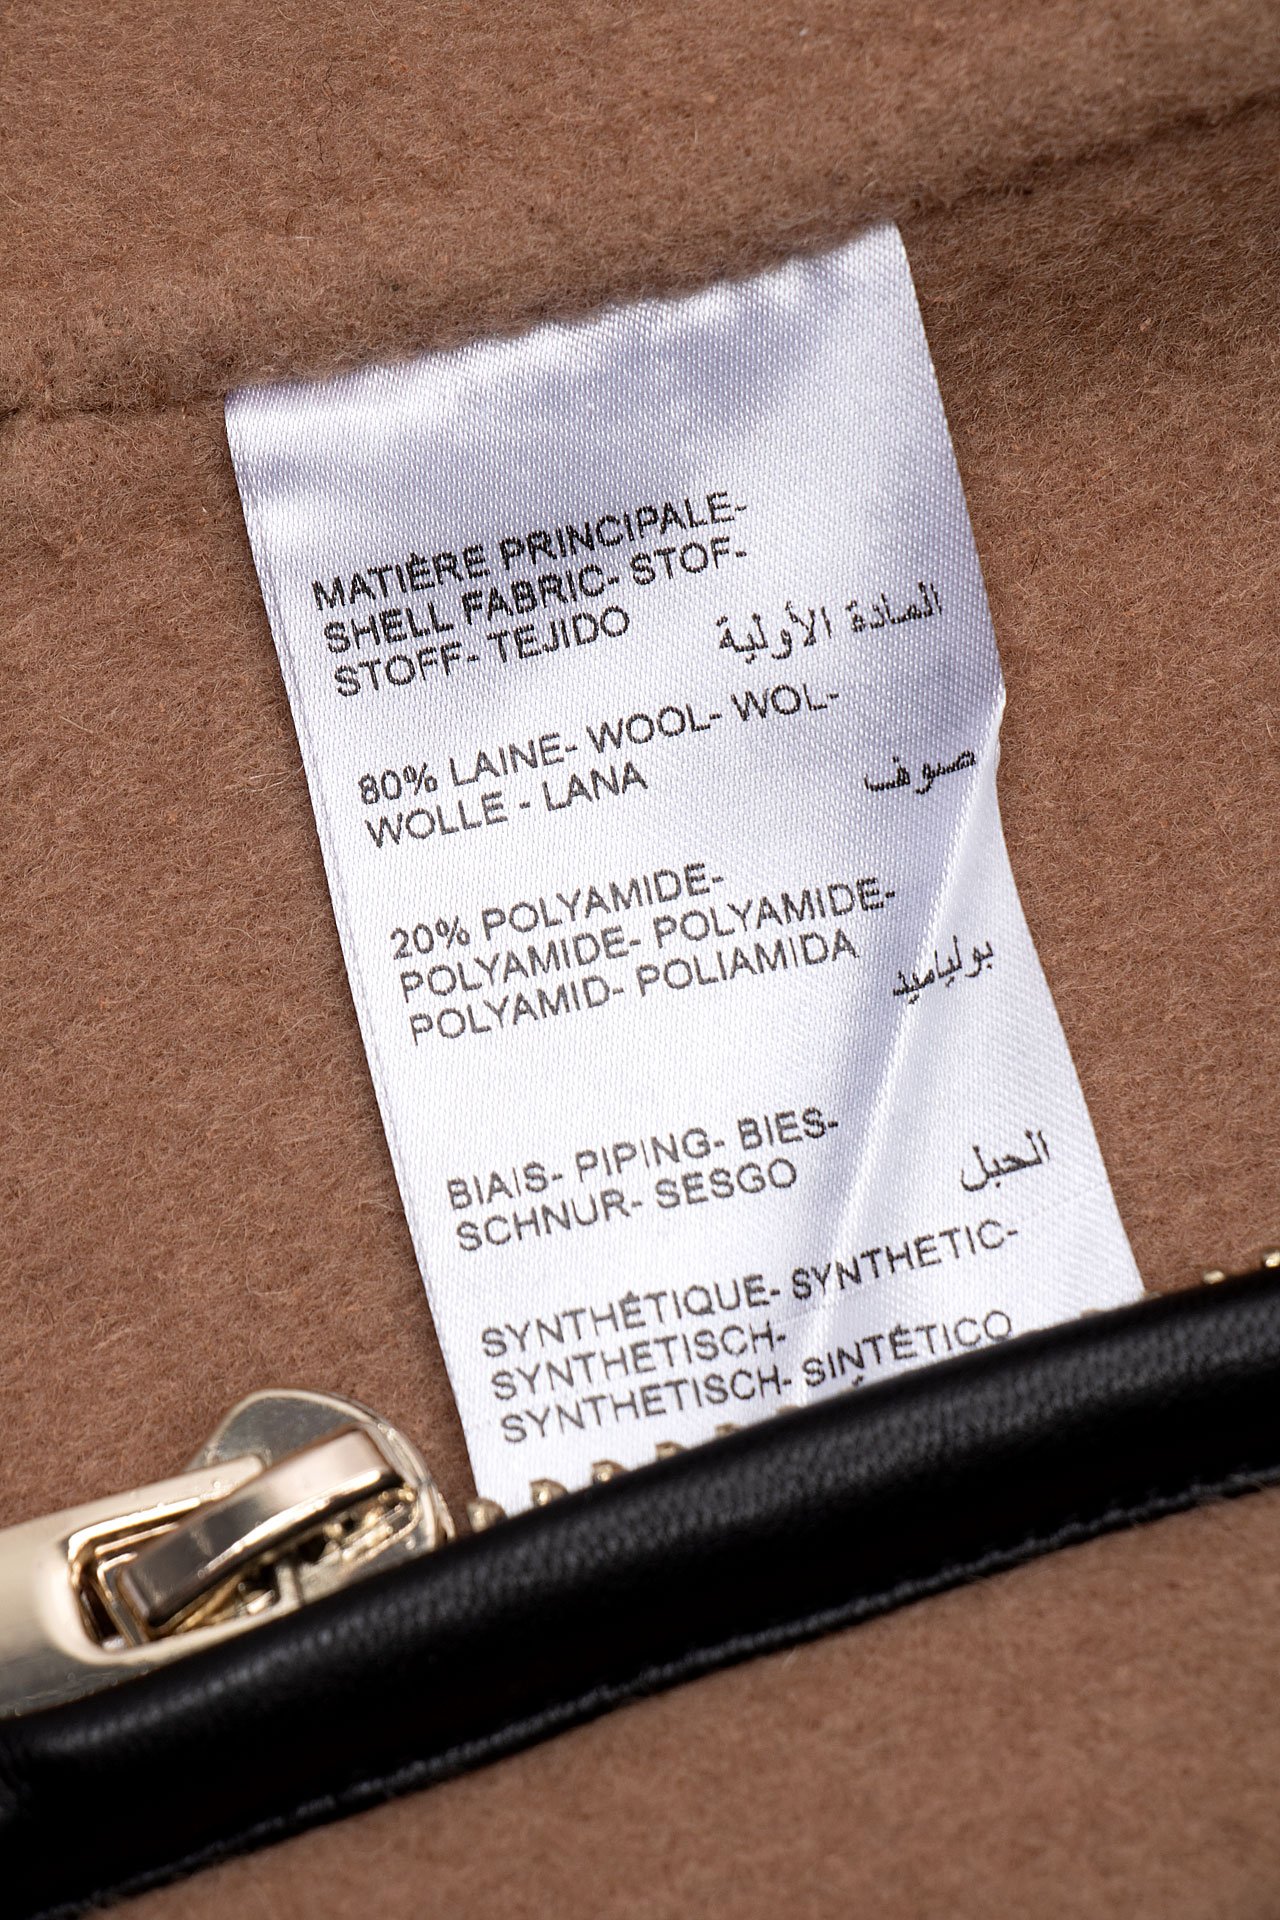 MATIÈRE PRINCIPALE-
SHELL FABRIC- STOF-
STOFF- TEJIDO
المادة الأولية
80% LAINE- WOOL- WOL-
WOLLE - LANA
صوف
20% POLYAMIDE-
POLYAMIDE- POLYAMIDE-
POLYAMID- POLIAMIDA
بولياميد
BIAIS- PIPING- BIES-
SCHNUR- SESGO
الحبل
SYNTHÉTIQUE- SYNTHETIC-
SYNTHETISCH-
SYNTHETISCH- SINTÉTICO